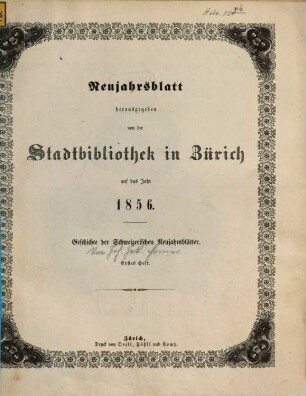 Neujahrsblatt
herausgegeben
von der
Stadtbibliothek in Zürich
auf das Jahr
1856.
Geschichte der Schweizerischen Neujahrsblätter.
Von
Erstes Heft.
Zürich,
Druck von Orell, Füßli und Comp.